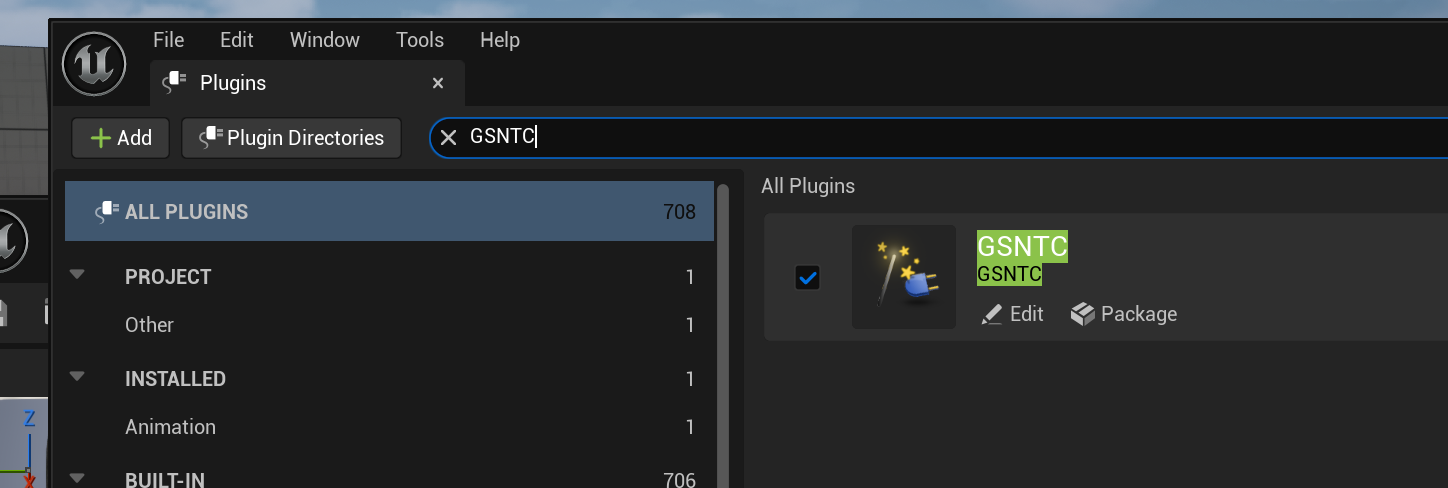 File Edit Window Tools Help
Plugins
Add Plugin Directories GSNTC
ALL PLUGINS 708
PROJECT 1
Other 1
INSTALLED 1
Animation 1
BUILT-IN 706
All Plugins
GSNTC
GSNTC
Edit Package
Z
X